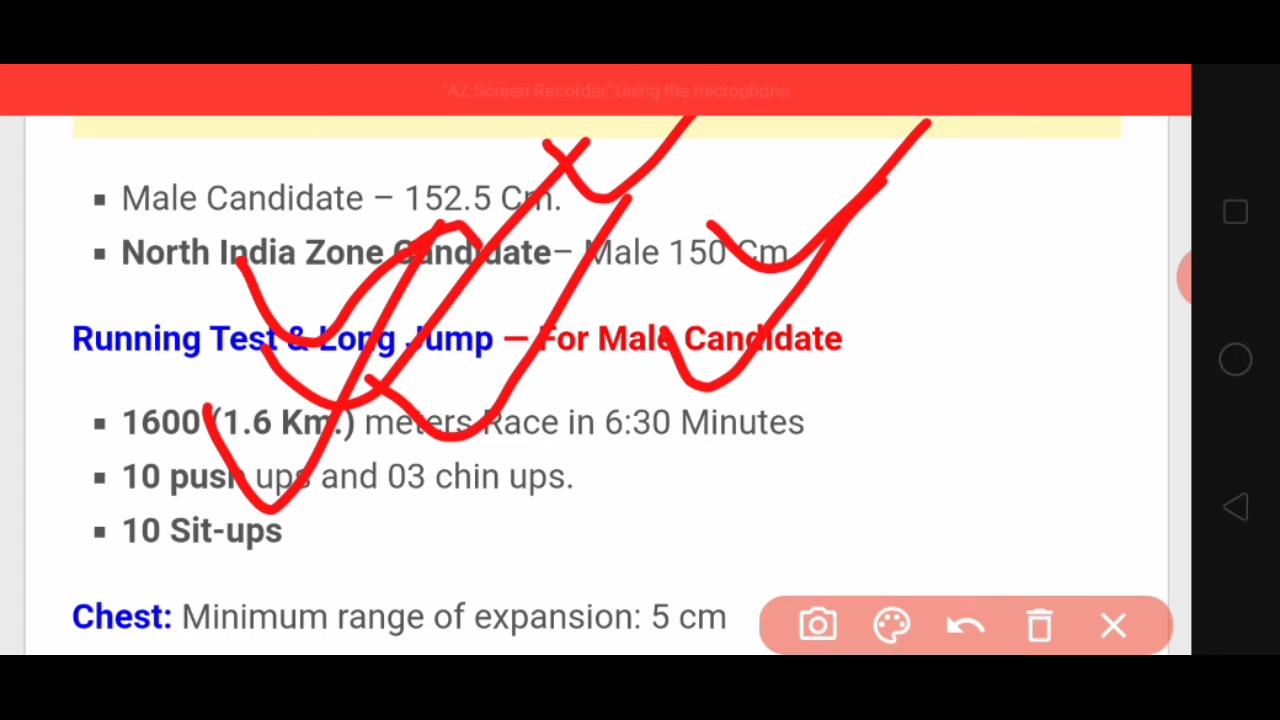 "AZ Screen Recorder",Using the microphone
Male Candidate – 152.5 Cm.
North India Zone Candidate– Male 150 Cm
Running Test & Long Jump – For Male Candidate
1600 (1.6 Km.) meters Race in 6:30 Minutes
10 push ups and 03 chin ups.
10 Sit-ups
Chest: Minimum range of expansion: 5 cm